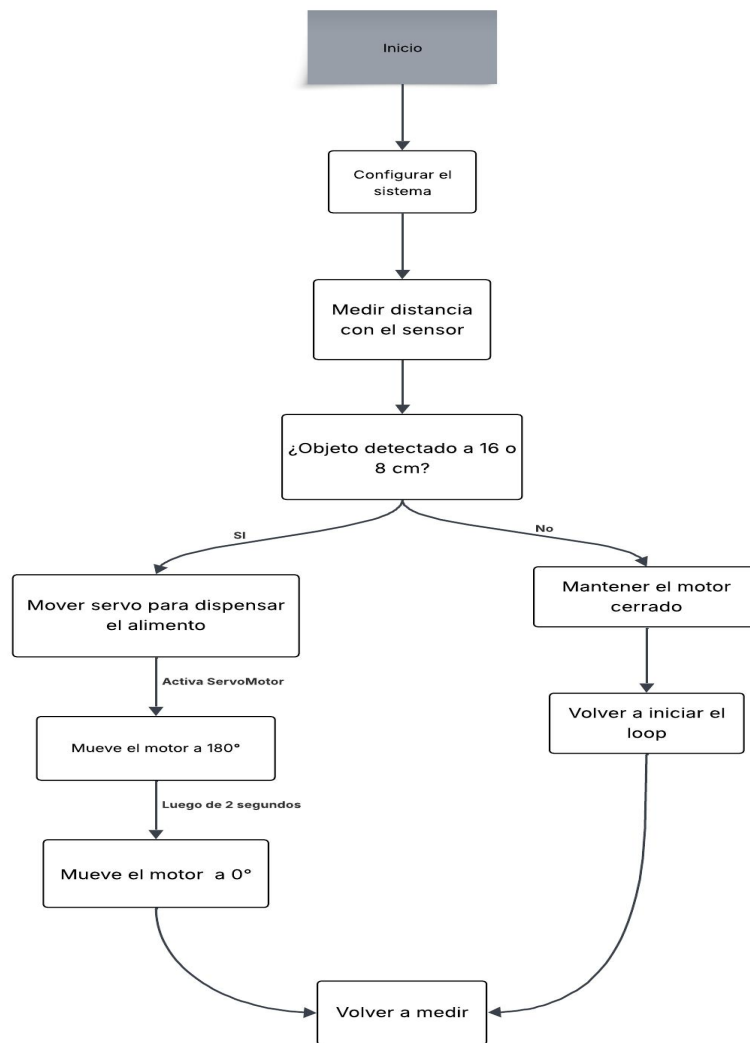 Inicio
Configurar el
sistema
Medir distancia
con el sensor
¿Objeto detectado a 16 o
8 cm?
SI
No
Mover servo para dispensar
el alimento
Mantener el motor
cerrado
Activa ServoMotor
Volver a iniciar el
loop
Mueve el motor a 180°
Luego de 2 segundos
Mueve el motor a 0°
Volver a medir